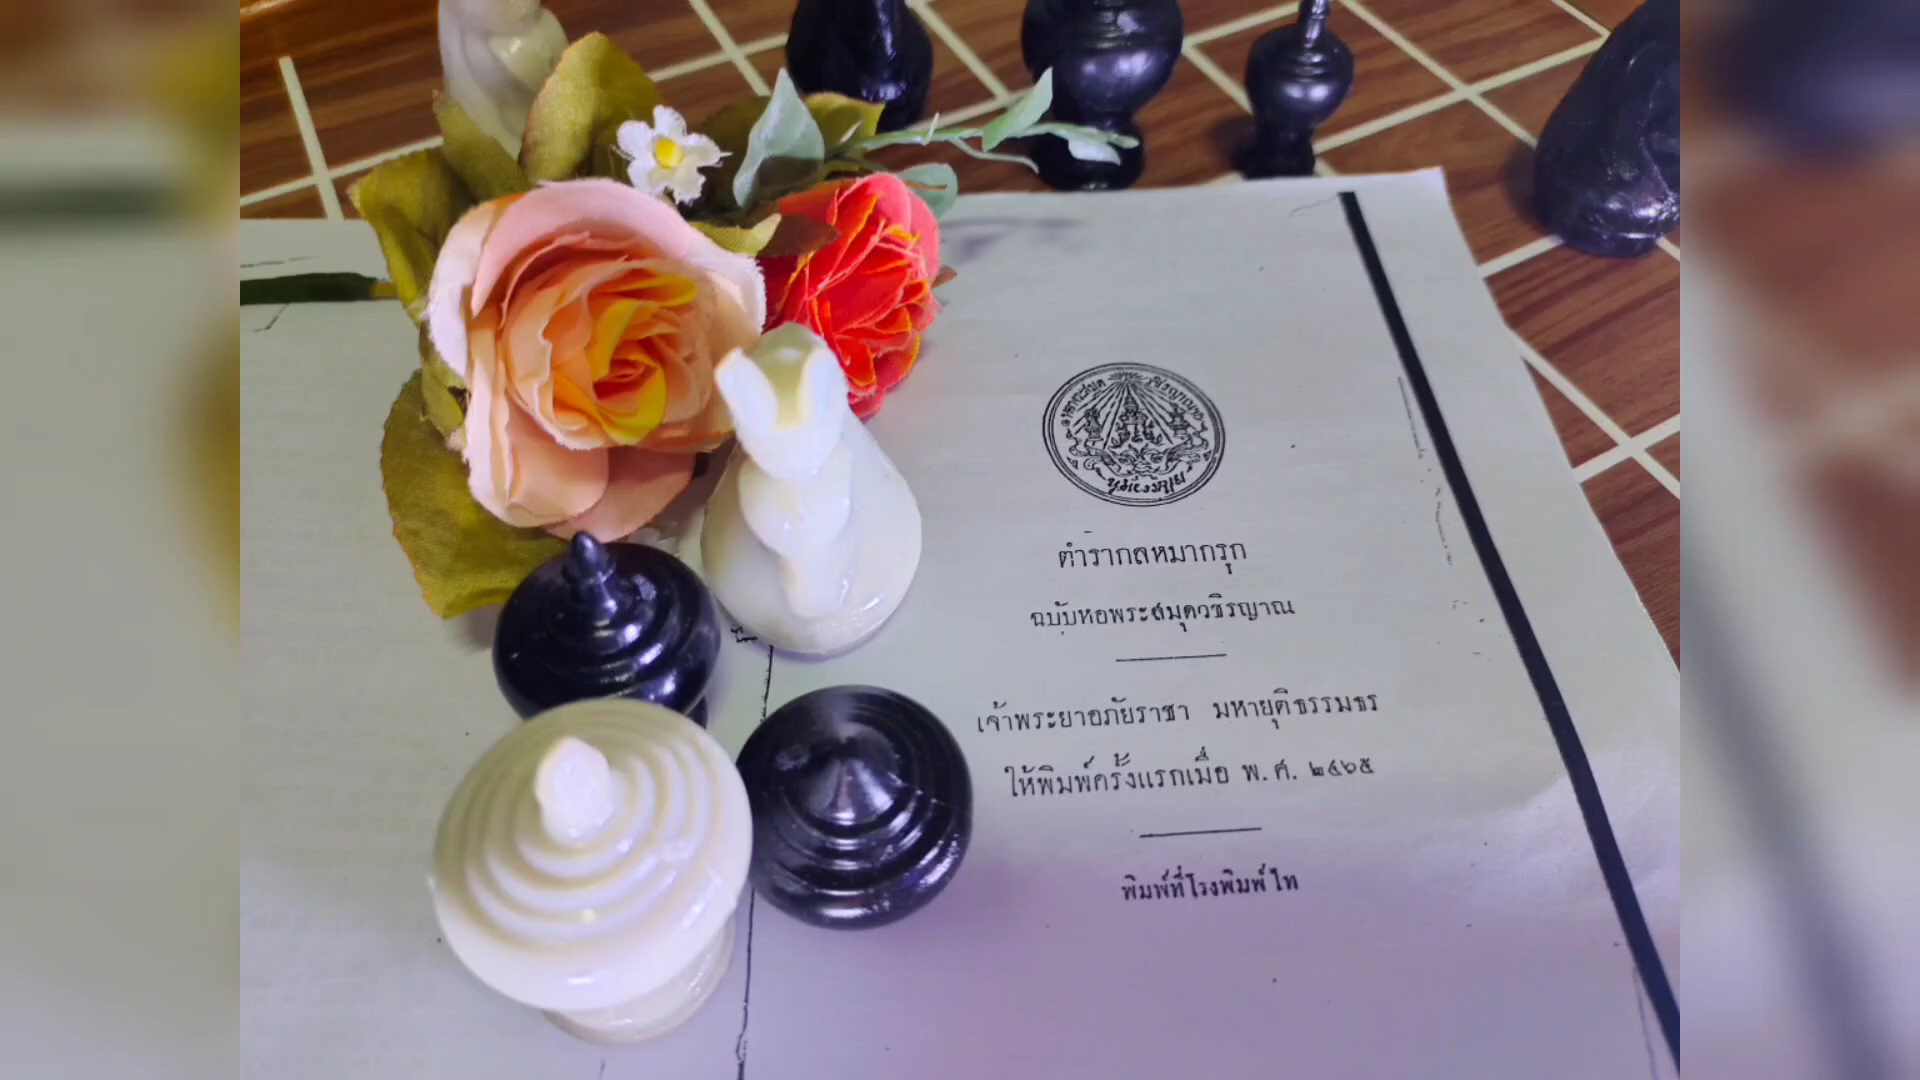 ตำรากลหมากรุก
ฉบับหอพระสมุดวชิรญาณ
เจ้าพระยาอภัยราชา มหายุติธรรมธร
ให้พิมพ์ครั้งแรกเมื่อ พ.ศ. ๒๔๖๕
พิมพ์ที่โรงพิมพ์ไท